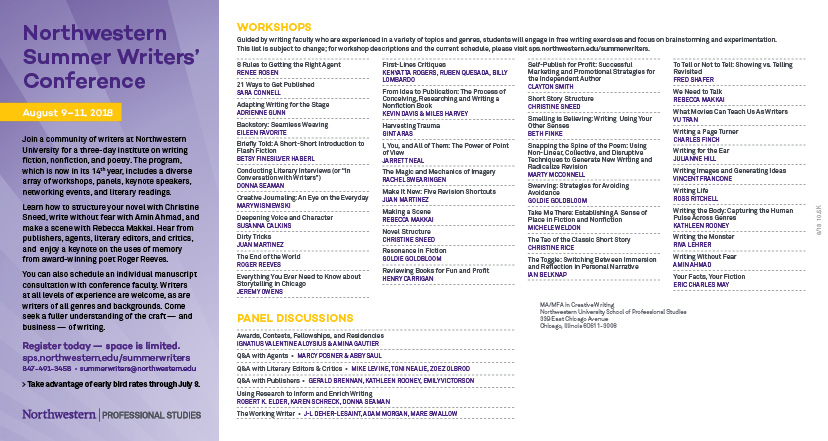 Northwestern
Summer Writers’
Conference
August 9–11, 2018
Join a community of writers at Northwestern
University for a three-day institute on writing
fiction, nonfiction, and poetry. The program,
which is now in its 14th year, includes a diverse
array of workshops, panels, keynote speakers,
networking events, and literary readings.
Learn how to structure your novel with Christine
Sneed, write without fear with Amin Ahmad, and
make a scene with Rebecca Makkai. Hear from
publishers, agents, literary editors, and critics,
and enjoy a keynote on the uses of memory
from award-winning poet Roger Reeves.
You can also schedule an individual manuscript
consultation with conference faculty. Writers
at all levels of experience are welcome, as are
writers of all genres and backgrounds. Come
seek a fuller understanding of the craft — and
business — of writing.
Register today — space is limited.
sps.northwestern.edu/summerwriters
847-491-3458 • summerwriters@northwestern.edu
> Take advantage of early bird rates through July 8.
Northwestern | PROFESSIONAL STUDIES
WORKSHOPS
Guided by writing faculty who are experienced in a variety of topics and genres, students will engage in free writing exercises and focus on brainstorming and experimentation.
This list is subject to change; for workshop descriptions and the current schedule, please visit sps.northwestern.edu/summerwriters.
8 Rules to Getting the Right Agent
RENÉE ROSEN
21 Ways to Get Published
SARA CONNELL
Adapting Writing for the Stage
ADRIENNE GUNN
Backstory: Seamless Weaving
EILEEN FAVORITE
Briefly Told: A Short-Short Introduction to
Flash Fiction
BETSY FINESILVER HABERL
Conducting Literary Interviews (or “In
Conversation with Writers”)
DONNA SEAMAN
Creative Journaling: An Eye on the Everyday
MARY WISNIEWSKI
Deepening Voice and Character
SUSANNA CALKINS
Dirty Tricks
JUAN MARTINEZ
The End of the World
ROGER REEVES
Everything You Ever Need to Know about
Storytelling in Chicago
JEREMY OWENS
First-Lines Critiques
KENYATTA ROGERS, RUBEN QUESADA, BILLY
LOMBARDO
From Idea to Publication: The Process of
Conceiving, Researching and Writing a
Nonfiction Book
KEVIN DAVIS & MILES HARVEY
Harvesting Trauma
GINT ARAS
I, You, and All of Them: The Power of Point
of View
JARRETT NEAL
The Magic and Mechanics of Imagery
RACHEL SWEARINGEN
Make It New: Five Revision Shortcuts
JUAN MARTINEZ
Making a Scene
REBECCA MAKKAI
Novel Structure
CHRISTINE SNEED
Resonance in Fiction
GOLDIE GOLDBLOOM
Reviewing Books for Fun and Profit
HENRY CARRIGAN
Self-Publish for Profit: Successful
Marketing and Promotional Strategies for
the Independent Author
CLAYTON SMITH
Short Story Structure
CHRISTINE SNEED
Smelling is Believing: Writing Using Your
Other Senses
BETH FINKE
Snapping the Spine of the Poem: Using
Non-Linear, Collective, and Disruptive
Techniques to Generate New Writing and
Radicalize Revision
MARTY MCCONNELL
Swerving: Strategies for Avoiding
Avoidance
GOLDIE GOLDBLOOM
Take Me There: Establishing A Sense of
Place in Fiction and Nonfiction
MICHELE WELDON
The Tao of the Classic Short Story
CHRISTINE RICE
The Toggle: Switching Between Immersion
and Reflection in Personal Narrative
IAN BELKNAP
To Tell or Not to Tell: Showing vs. Telling
Revisited
FRED SHAFER
We Need to Talk
REBECCA MAKKAI
What Movies Can Teach Us As Writers
VU TRAN
Writing a Page Turner
CHARLES FINCH
Writing for the Ear
JULIANNE HILL
Writing Images and Generating Ideas
VINCENT FRANCONE
Writing Life
ROSS RITCHELL
Writing the Body: Capturing the Human
Pulse Across Genres
KATHLEEN ROONEY
Writing the Monster
RIVA LEHRER
Writing Without Fear
AMIN AHMAD
Your Facts, Your Fiction
ERIC CHARLES MAY
PANEL DISCUSSIONS
Awards, Contests, Fellowships, and Residencies
IGNATIUS VALENTINE ALOYSIUS & AMINA GAUTIER
Q&A with Agents • MARCY POSNER & ABBY SAUL
Q&A with Literary Editors & Critics • MIKE LEVINE, TONI NEALIE, ZOEZ OLBROD
Q&A with Publishers • GERALD BRENNAN, KATHLEEN ROONEY, EMILY VICTORSON
Using Research to Inform and Enrich Writing
ROBERT K. ELDER, KAREN SCHRECK, DONNA SEAMAN
The Working Writer • J-L DEHER-LESAINT, ADAM MORGAN, MARE SWALLOW
MA/MFA in Creative Writing
Northwestern University School of Professional Studies
339 East Chicago Avenue
Chicago, Illinois 60611-3008